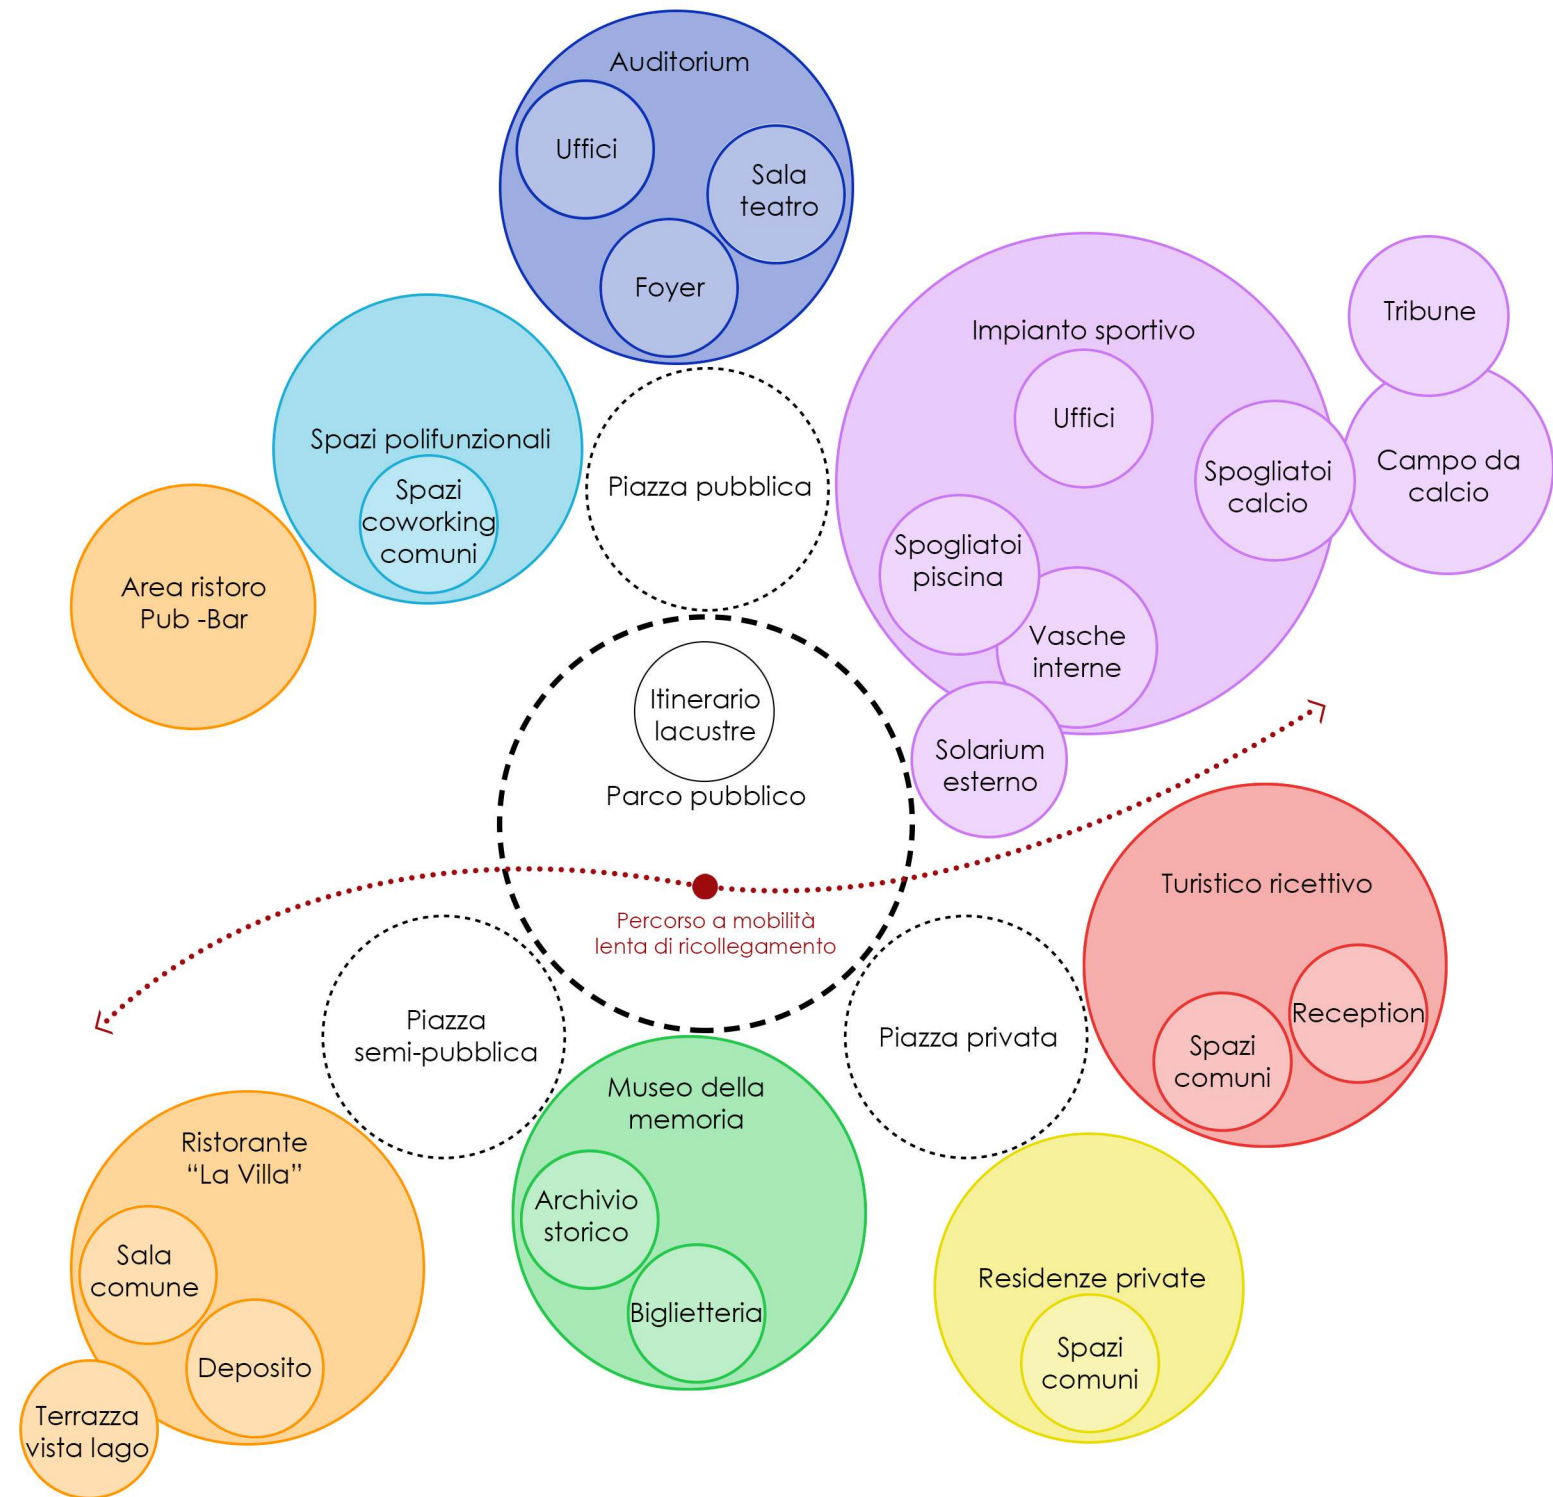 Auditorium
Uffici
Sala
teatro
Foyer
Impianto sportivo
Uffici
Spogliatoi
calcio
Tribune
Campo da
calcio
Spogliatoi
piscina
Vasche
interne
Solarium
esterno
Spazi polifunzionali
Spazi
coworking
comuni
Piazza pubblica
Area ristoro
Pub -Bar
Itinerario
lacustre
Parco pubblico
Percorso a mobilità
lenta di ricollegamento
Turistico ricettivo
Reception
Spazi
comuni
Piazza
semi-pubblica
Piazza privata
Ristorante
“La Villa”
Sala
comune
Deposito
Terrazza
vista lago
Museo della
memoria
Archivio
storico
Biglietteria
Residenze private
Spazi
comuni